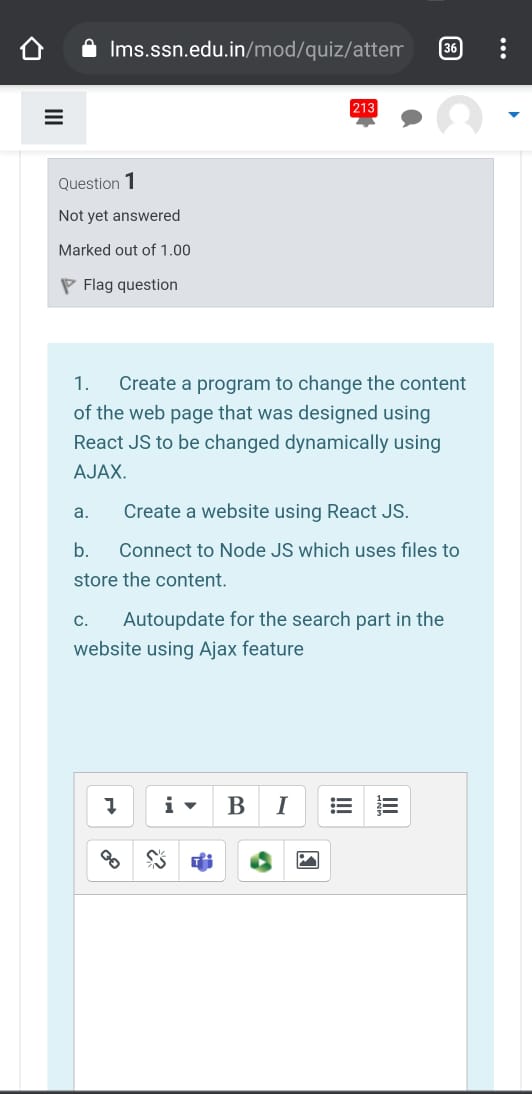 lms.ssn.edu.in/mod/quiz/attem
36
213
Question 1
Not yet answered
Marked out of 1.00
Flag question
1. Create a program to change the content
of the web page that was designed using
React JS to be changed dynamically using
AJAX.
a. Create a website using React JS.
b. Connect to Node JS which uses files to
store the content.
c. Autoupdate for the search part in the
website using Ajax feature
i B I